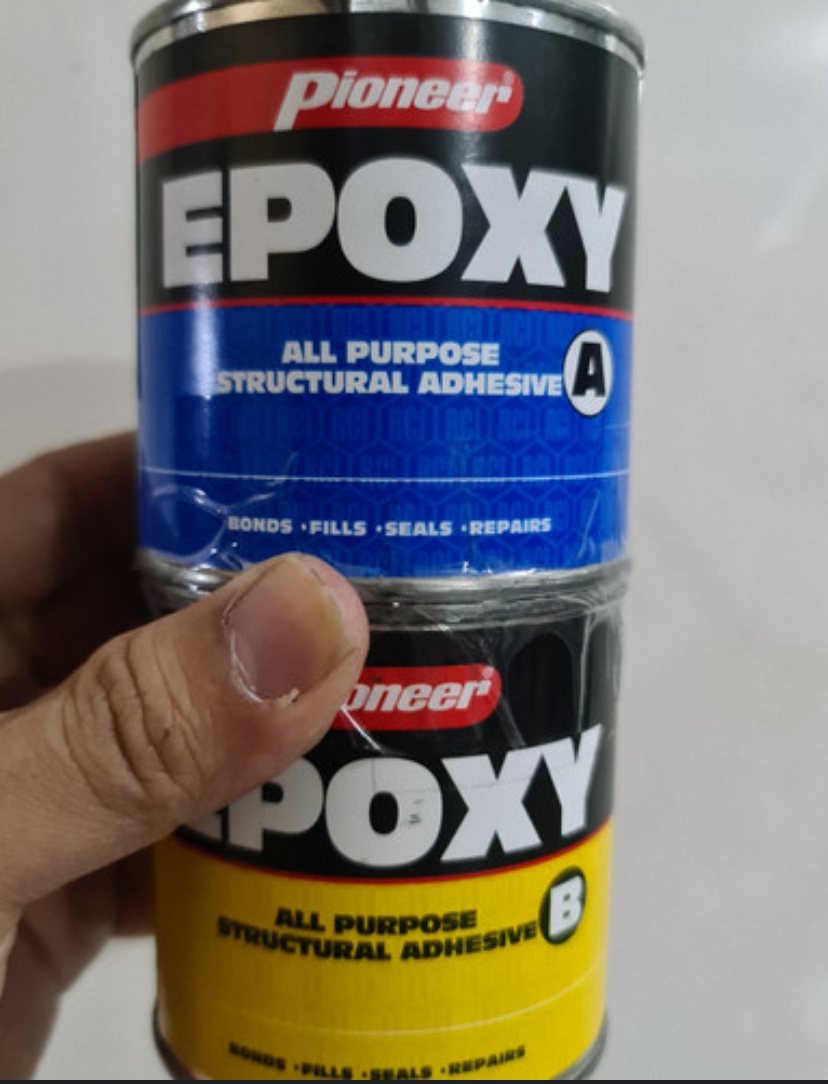 Pioneer®
EPOXY
ALL PURPOSE
STRUCTURAL ADHESIVE A
BONDS • FILLS • SEALS • REPAIRS
oneer®
EPOXY
ALL PURPOSE
STRUCTURAL ADHESIVE B
BONDS • FILLS • SEALS • REPAIRS